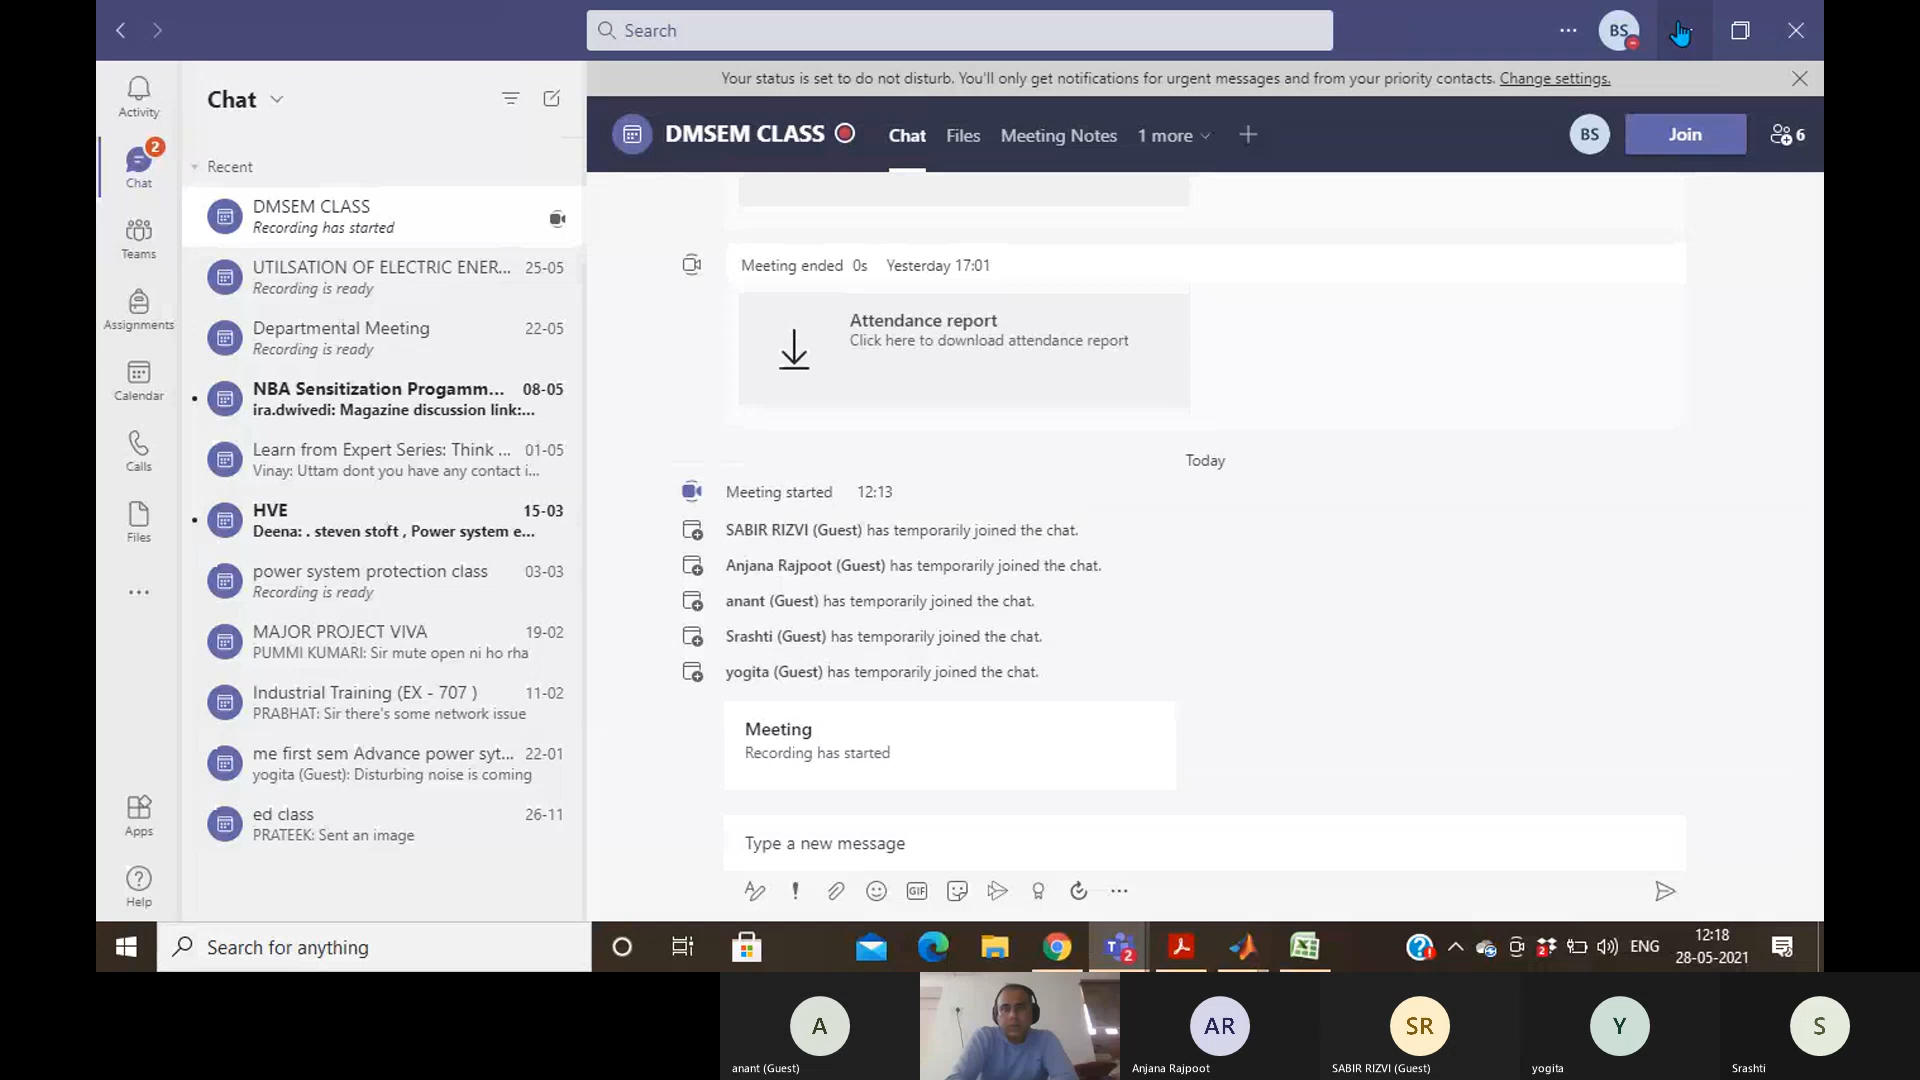 Search
BS
Your status is set to do not disturb. You'll only get notifications for urgent messages and from your priority contacts. Change settings.
Activity
2
Chat
Teams
Assignments
Calendar
Calls
Files
Apps
Help
Chat
Recent
DMSEM CLASS
Recording has started
UTILSATION OF ELECTRIC ENER... 25-05
Recording is ready
Departmental Meeting 22-05
Recording is ready
NBA Sensitization Progamm... 08-05
ira.dwivedi: Magazine discussion link:...
Learn from Expert Series: Think ... 01-05
Vinay: Uttam dont you have any contact i...
HVE 15-03
Deena: . steven stoft , Power system e...
power system protection class 03-03
Recording is ready
MAJOR PROJECT VIVA 19-02
PUMMI KUMARI: Sir mute open ni ho rha
Industrial Training (EX - 707 ) 11-02
PRABHAT: Sir there's some network issue
me first sem Advance power syt... 22-01
yogita (Guest): Disturbing noise is coming
ed class 26-11
PRATEEK: Sent an image
DMSEM CLASS Chat Files Meeting Notes 1 more BS Join 6
Meeting ended 0s Yesterday 17:01
Attendance report
Click here to download attendance report
Today
Meeting started 12:13
SABIR RIZVI (Guest) has temporarily joined the chat.
Anjana Rajpoot (Guest) has temporarily joined the chat.
anant (Guest) has temporarily joined the chat.
Srashti (Guest) has temporarily joined the chat.
yogita (Guest) has temporarily joined the chat.
Meeting
Recording has started
Type a new message
GIF
Search for anything
T 2
2
ENG
12:18
28-05-2021
A
anant (Guest)
AR
Anjana Rajpoot
SR
SABIR RIZVI (Guest)
Y
yogita
S
Srashti